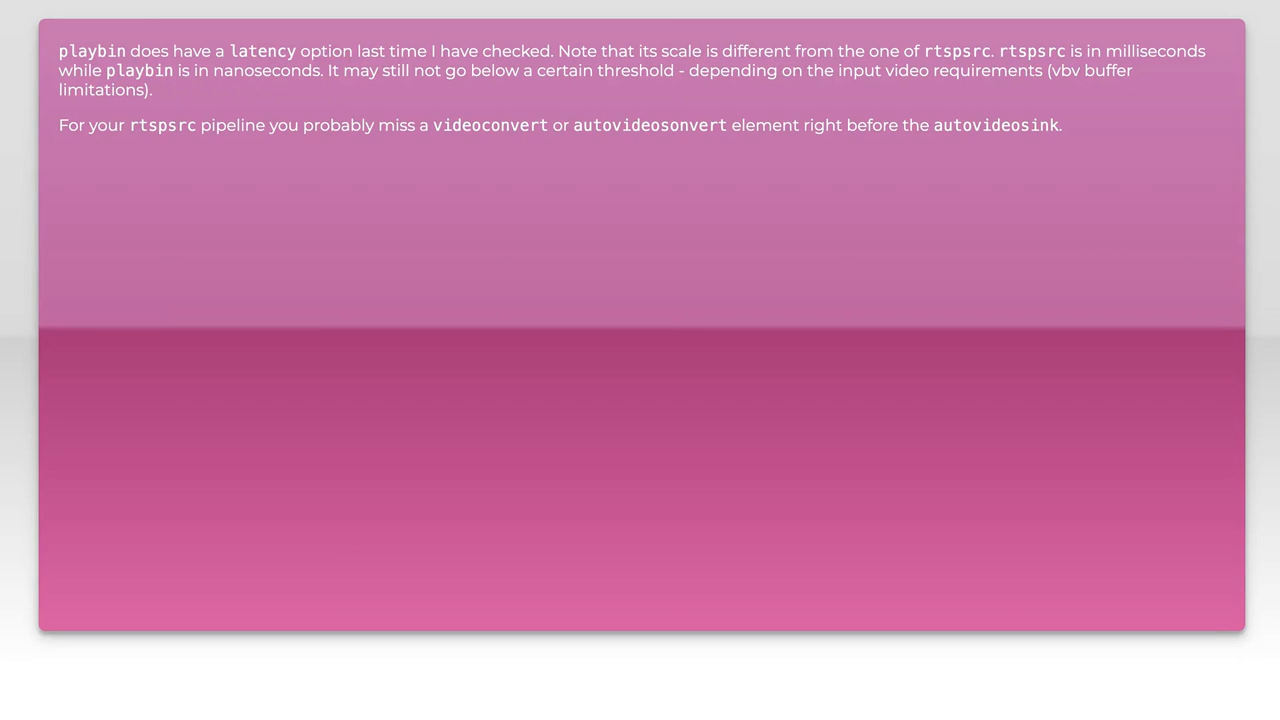 playbin does have a latency option last time I have checked. Note that its scale is different from the one of rtspsrc. rtspsrc is in milliseconds
while playbin is in nanoseconds. It may still not go below a certain threshold - depending on the input video requirements (vbv buffer
limitations).
For your rtspsrc pipeline you probably miss a videoconvert or autovideosonvert element right before the autovideosink.